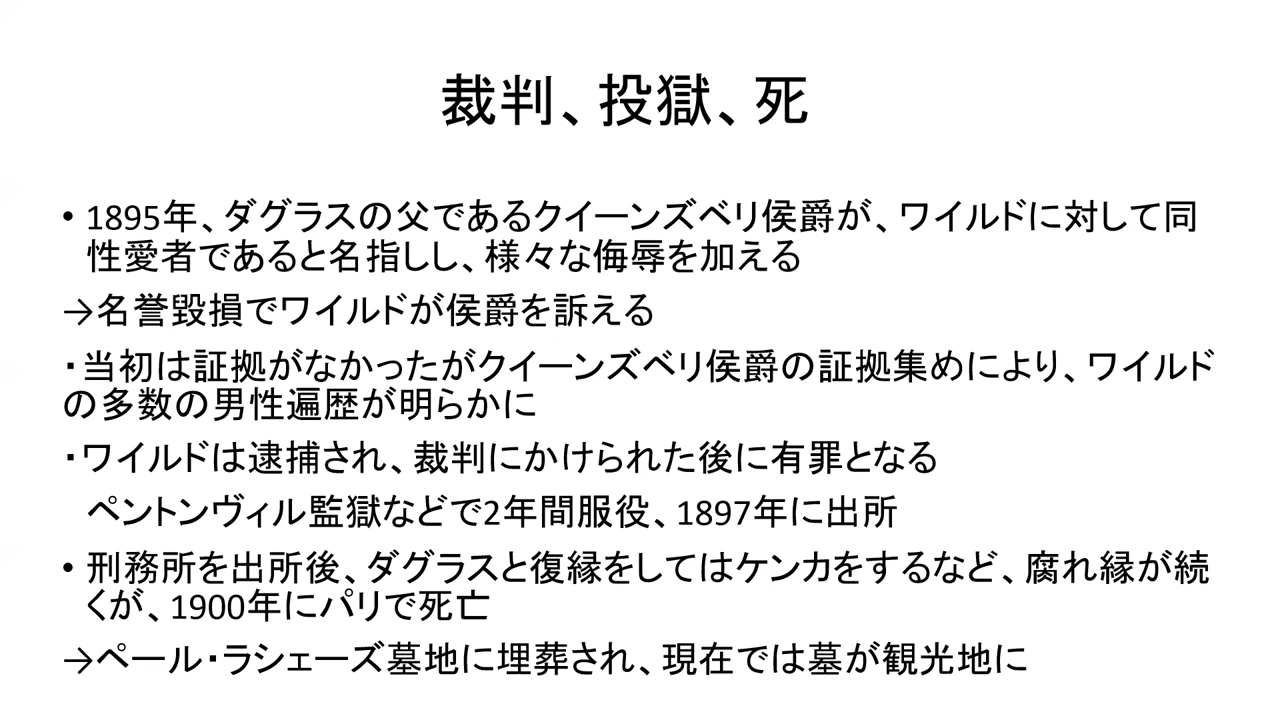 裁判、投獄、死
• 1895年、ダグラスの父であるクイーンズベリ侯爵が、ワイルドに対して同
性愛者であると名指しし、様々な侮辱を加える
→名誉毀損でワイルドが侯爵を訴える
・当初は証拠がなかったがクイーンズベリ侯爵の証拠集めにより、ワイルド
の多数の男性遍歴が明らかに
・ワイルドは逮捕され、裁判にかけられた後に有罪となる
ペントンヴィル監獄などで2年間服役、1897年に出所
• 刑務所を出所後、ダグラスと復縁をしてはケンカをするなど、腐れ縁が続
くが、1900年にパリで死亡
→ペール・ラシェーズ墓地に埋葬され、現在では墓が観光地に